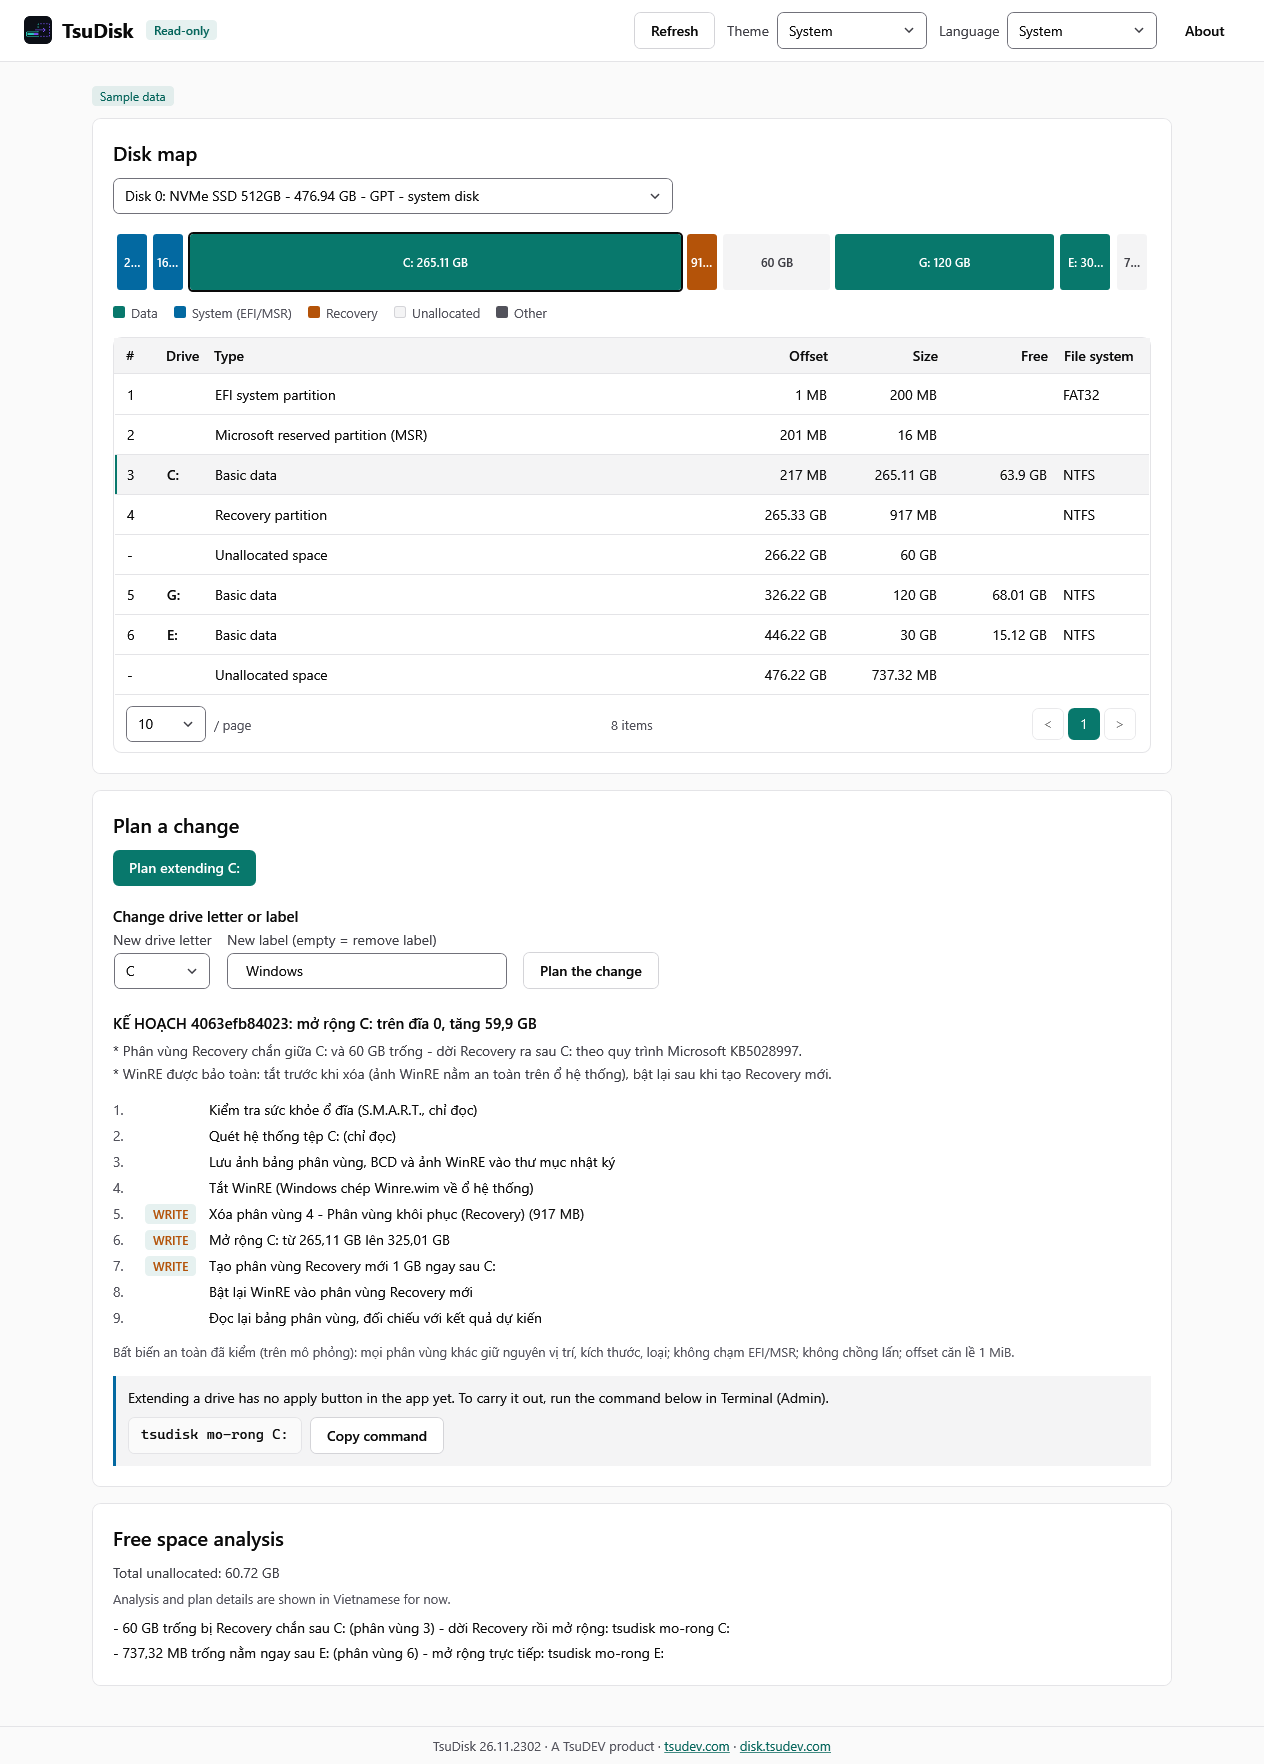 TsuDisk Read-only Refresh Theme System Language System About
Sample data
Disk map
Disk 0: NVMe SSD 512GB - 476.94 GB - GPT - system disk
2... 16... C: 265.11 GB 91... 60 GB G: 120 GB E: 30... 7...
Data System (EFI/MSR) Recovery Unallocated Other
# Drive Type Offset Size Free File system
1 EFI system partition 1 MB 200 MB FAT32
2 Microsoft reserved partition (MSR) 201 MB 16 MB
3 C: Basic data 217 MB 265.11 GB 63.9 GB NTFS
4 Recovery partition 265.33 GB 917 MB NTFS
- Unallocated space 266.22 GB 60 GB
5 G: Basic data 326.22 GB 120 GB 68.01 GB NTFS
6 E: Basic data 446.22 GB 30 GB 15.12 GB NTFS
- Unallocated space 476.22 GB 737.32 MB
10 / page 8 items < 1 >
Plan a change
Plan extending C:
Change drive letter or label
New drive letter New label (empty = remove label)
C Windows Plan the change
KẾ HOẠCH 4063efb84023: mở rộng C: trên đĩa 0, tăng 59,9 GB
* Phân vùng Recovery chắn giữa C: và 60 GB trống - dời Recovery ra sau C: theo quy trình Microsoft KB5028997.
* WinRE được bảo toàn: tắt trước khi xóa (ảnh WinRE nằm an toàn trên ổ hệ thống), bật lại sau khi tạo Recovery mới.
1. Kiểm tra sức khỏe ổ đĩa (S.M.A.R.T., chỉ đọc)
2. Quét hệ thống tệp C: (chỉ đọc)
3. Lưu ảnh bảng phân vùng, BCD và ảnh WinRE vào thư mục nhật ký
4. Tắt WinRE (Windows chép Winre.wim về ổ hệ thống)
5. WRITE Xóa phân vùng 4 - Phân vùng khôi phục (Recovery) (917 MB)
6. WRITE Mở rộng C: từ 265,11 GB lên 325,01 GB
7. WRITE Tạo phân vùng Recovery mới 1 GB ngay sau C:
8. Bật lại WinRE vào phân vùng Recovery mới
9. Đọc lại bảng phân vùng, đối chiếu với kết quả dự kiến
Bất biến an toàn đã kiểm (trên mô phỏng): mọi phân vùng khác giữ nguyên vị trí, kích thước, loại; không chạm EFI/MSR; không chồng lấn; offset căn lề 1 MiB.
Extending a drive has no apply button in the app yet. To carry it out, run the command below in Terminal (Admin).
tsudisk mo-rong C: Copy command
Free space analysis
Total unallocated: 60.72 GB
Analysis and plan details are shown in Vietnamese for now.
- 60 GB trống bị Recovery chắn sau C: (phân vùng 3) - dời Recovery rồi mở rộng: tsudisk mo-rong C:
- 737,32 MB trống nằm ngay sau E: (phân vùng 6) - mở rộng trực tiếp: tsudisk mo-rong E:
TsuDisk 26.11.2302 · A TsuDEV product · tsudev.com · disk.tsudev.com